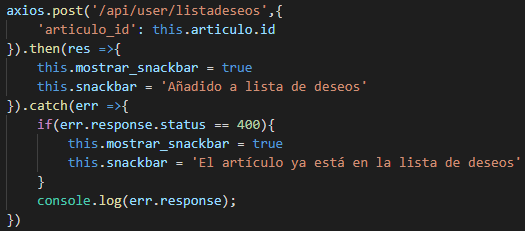 axios.post('/api/user/listadeseos',{
    'articulo_id': this.articulo.id
}).then(res =>{
    this.mostrar_snackbar = true
    this.snackbar = 'Añadido a lista de deseos'
}).catch(err =>{
    if(err.response.status == 400){
        this.mostrar_snackbar = true
        this.snackbar = 'El artículo ya está en la lista de deseos'
    }
    console.log(err.response);
})